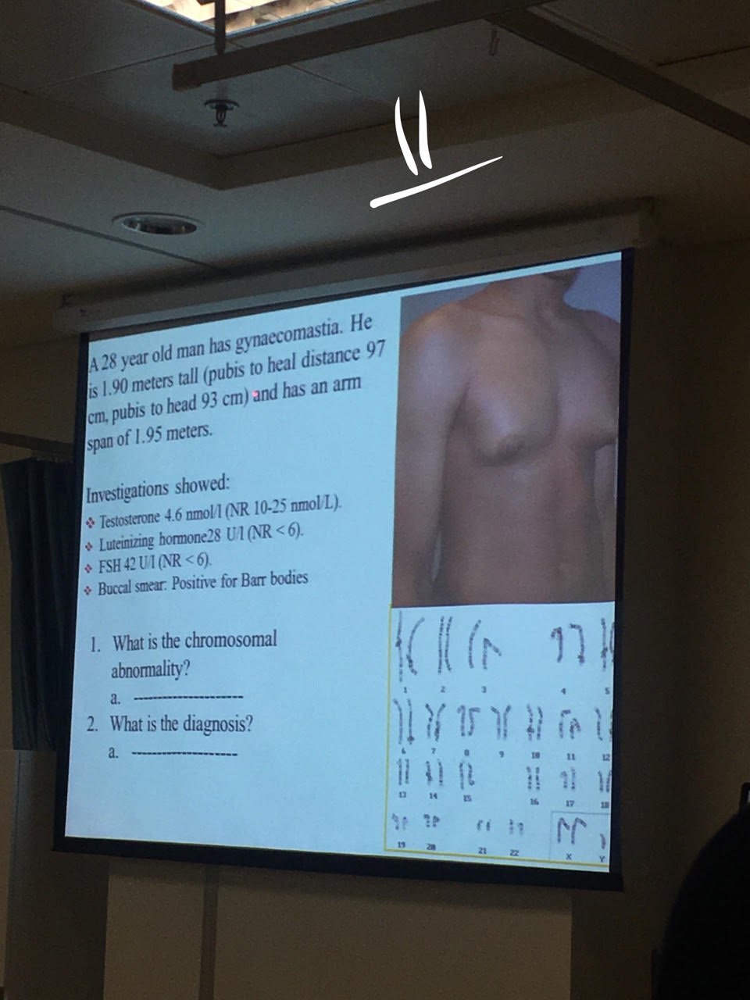 11
A 28 year old man has gynaecomastia. He
is 1.90 meters tall (pubis to heal distance 97
cm, pubis to head 93 cm) and has an arm
span of 1.95 meters.
Investigations showed:
❖ Testosterone 4.6 nmol/l (NR 10-25 nmol/L).
❖ Luteinizing hormone28 U/l (NR < 6).
❖ FSH 42 U/l (NR < 6).
❖ Buccal smear: Positive for Barr bodies
1. What is the chromosomal
abnormality?
a. --------------------
2. What is the diagnosis?
a. --------------------
1 2 3 4 5
6 7 8 9 10 11 12
13 14 15 16 17 18
19 20 21 22 X Y